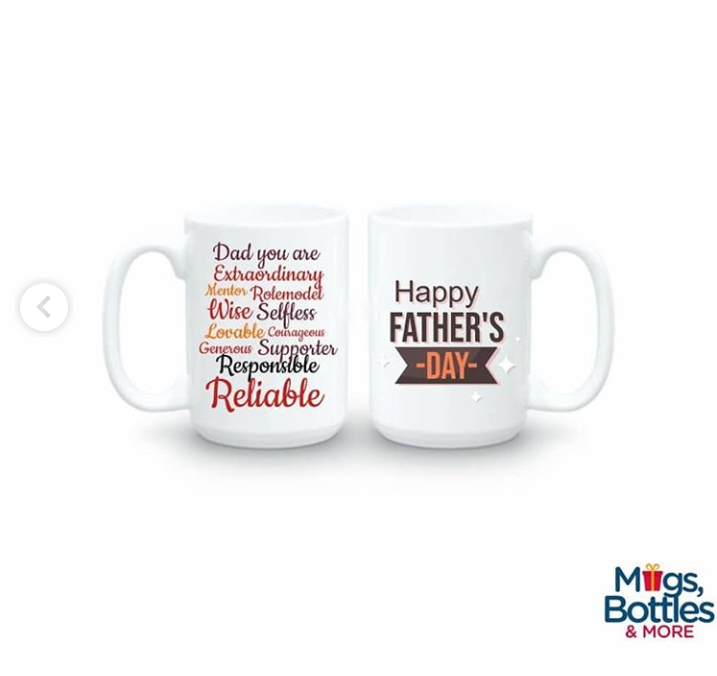 Dad you are
Extraordinary
Mentor Rolemodel
Wise Selfless
Lovable Courageous
Generous Supporter
Responsible
Reliable
Happy
FATHER'S
-DAY-
Mugs,
Bottles
& MORE